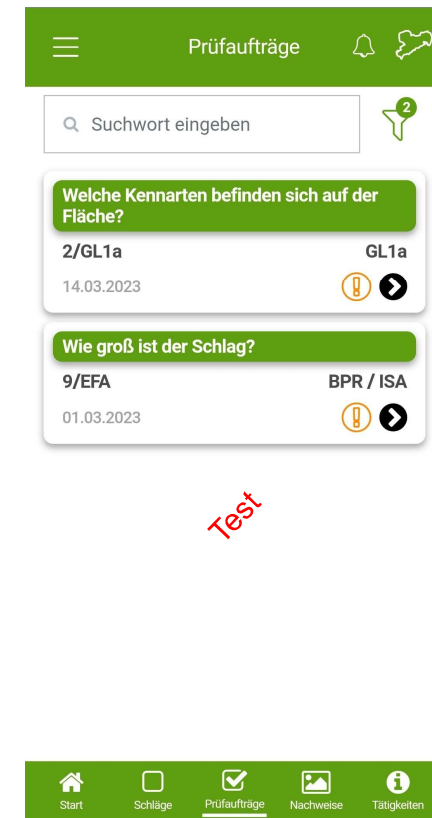 Prüfaufträge
Suchwort eingeben
2
Welche Kennarten befinden sich auf der
Fläche?
2/GL1a GL1a
14.03.2023
Wie groß ist der Schlag?
9/EFA BPR / ISA
01.03.2023
Test
Start Schläge Prüfaufträge Nachweise Tätigkeiten